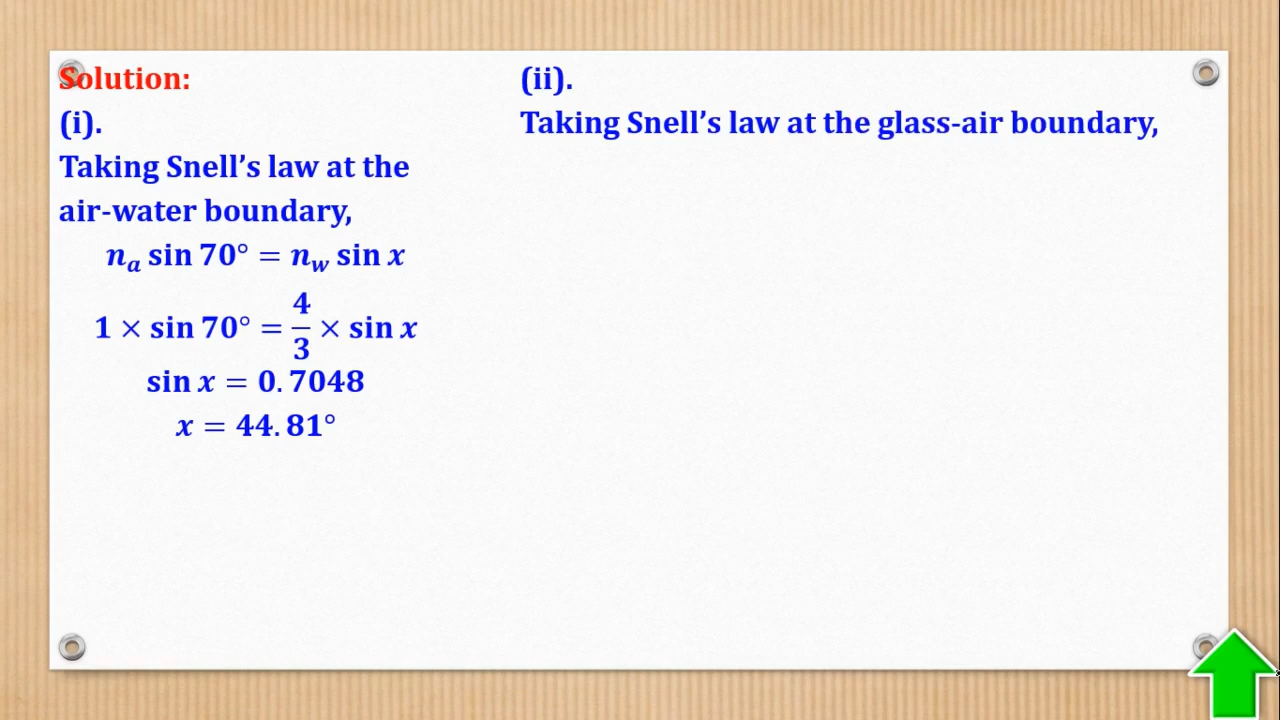 Solution:
(i).
Taking Snell’s law at the
air-water boundary,
nₐ sin 70° = n_w sin x
1 × sin 70° = 4/3 × sin x
sin x = 0.7048
x = 44.81°
(ii).
Taking Snell’s law at the glass-air boundary,